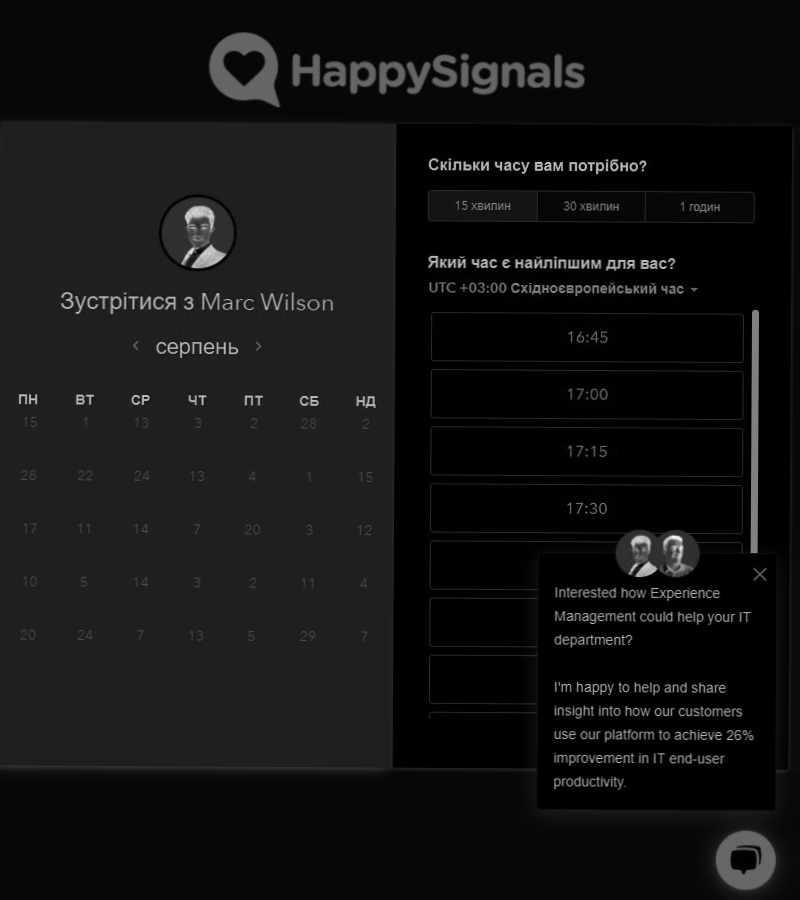 HappySignals
Зустрітися з Marc Wilson
серпень
ПН ВТ СР ЧТ ПТ СБ НД
15 1 13 3 2 28 2
28 22 24 13 4 1 15
17 11 14 7 20 3 12
10 5 14 3 2 11 4
20 24 7 13 5 29 7
Скільки часу вам потрібно?
15 хвилин 30 хвилин 1 годин
Який час є найліпшим для вас?
UTC +03:00 Східноєвропейський час
16:45
17:00
17:15
17:30
Interested how Experience
Management could help your IT
department?
I'm happy to help and share
insight into how our customers
use our platform to achieve 26%
improvement in IT end-user
productivity.